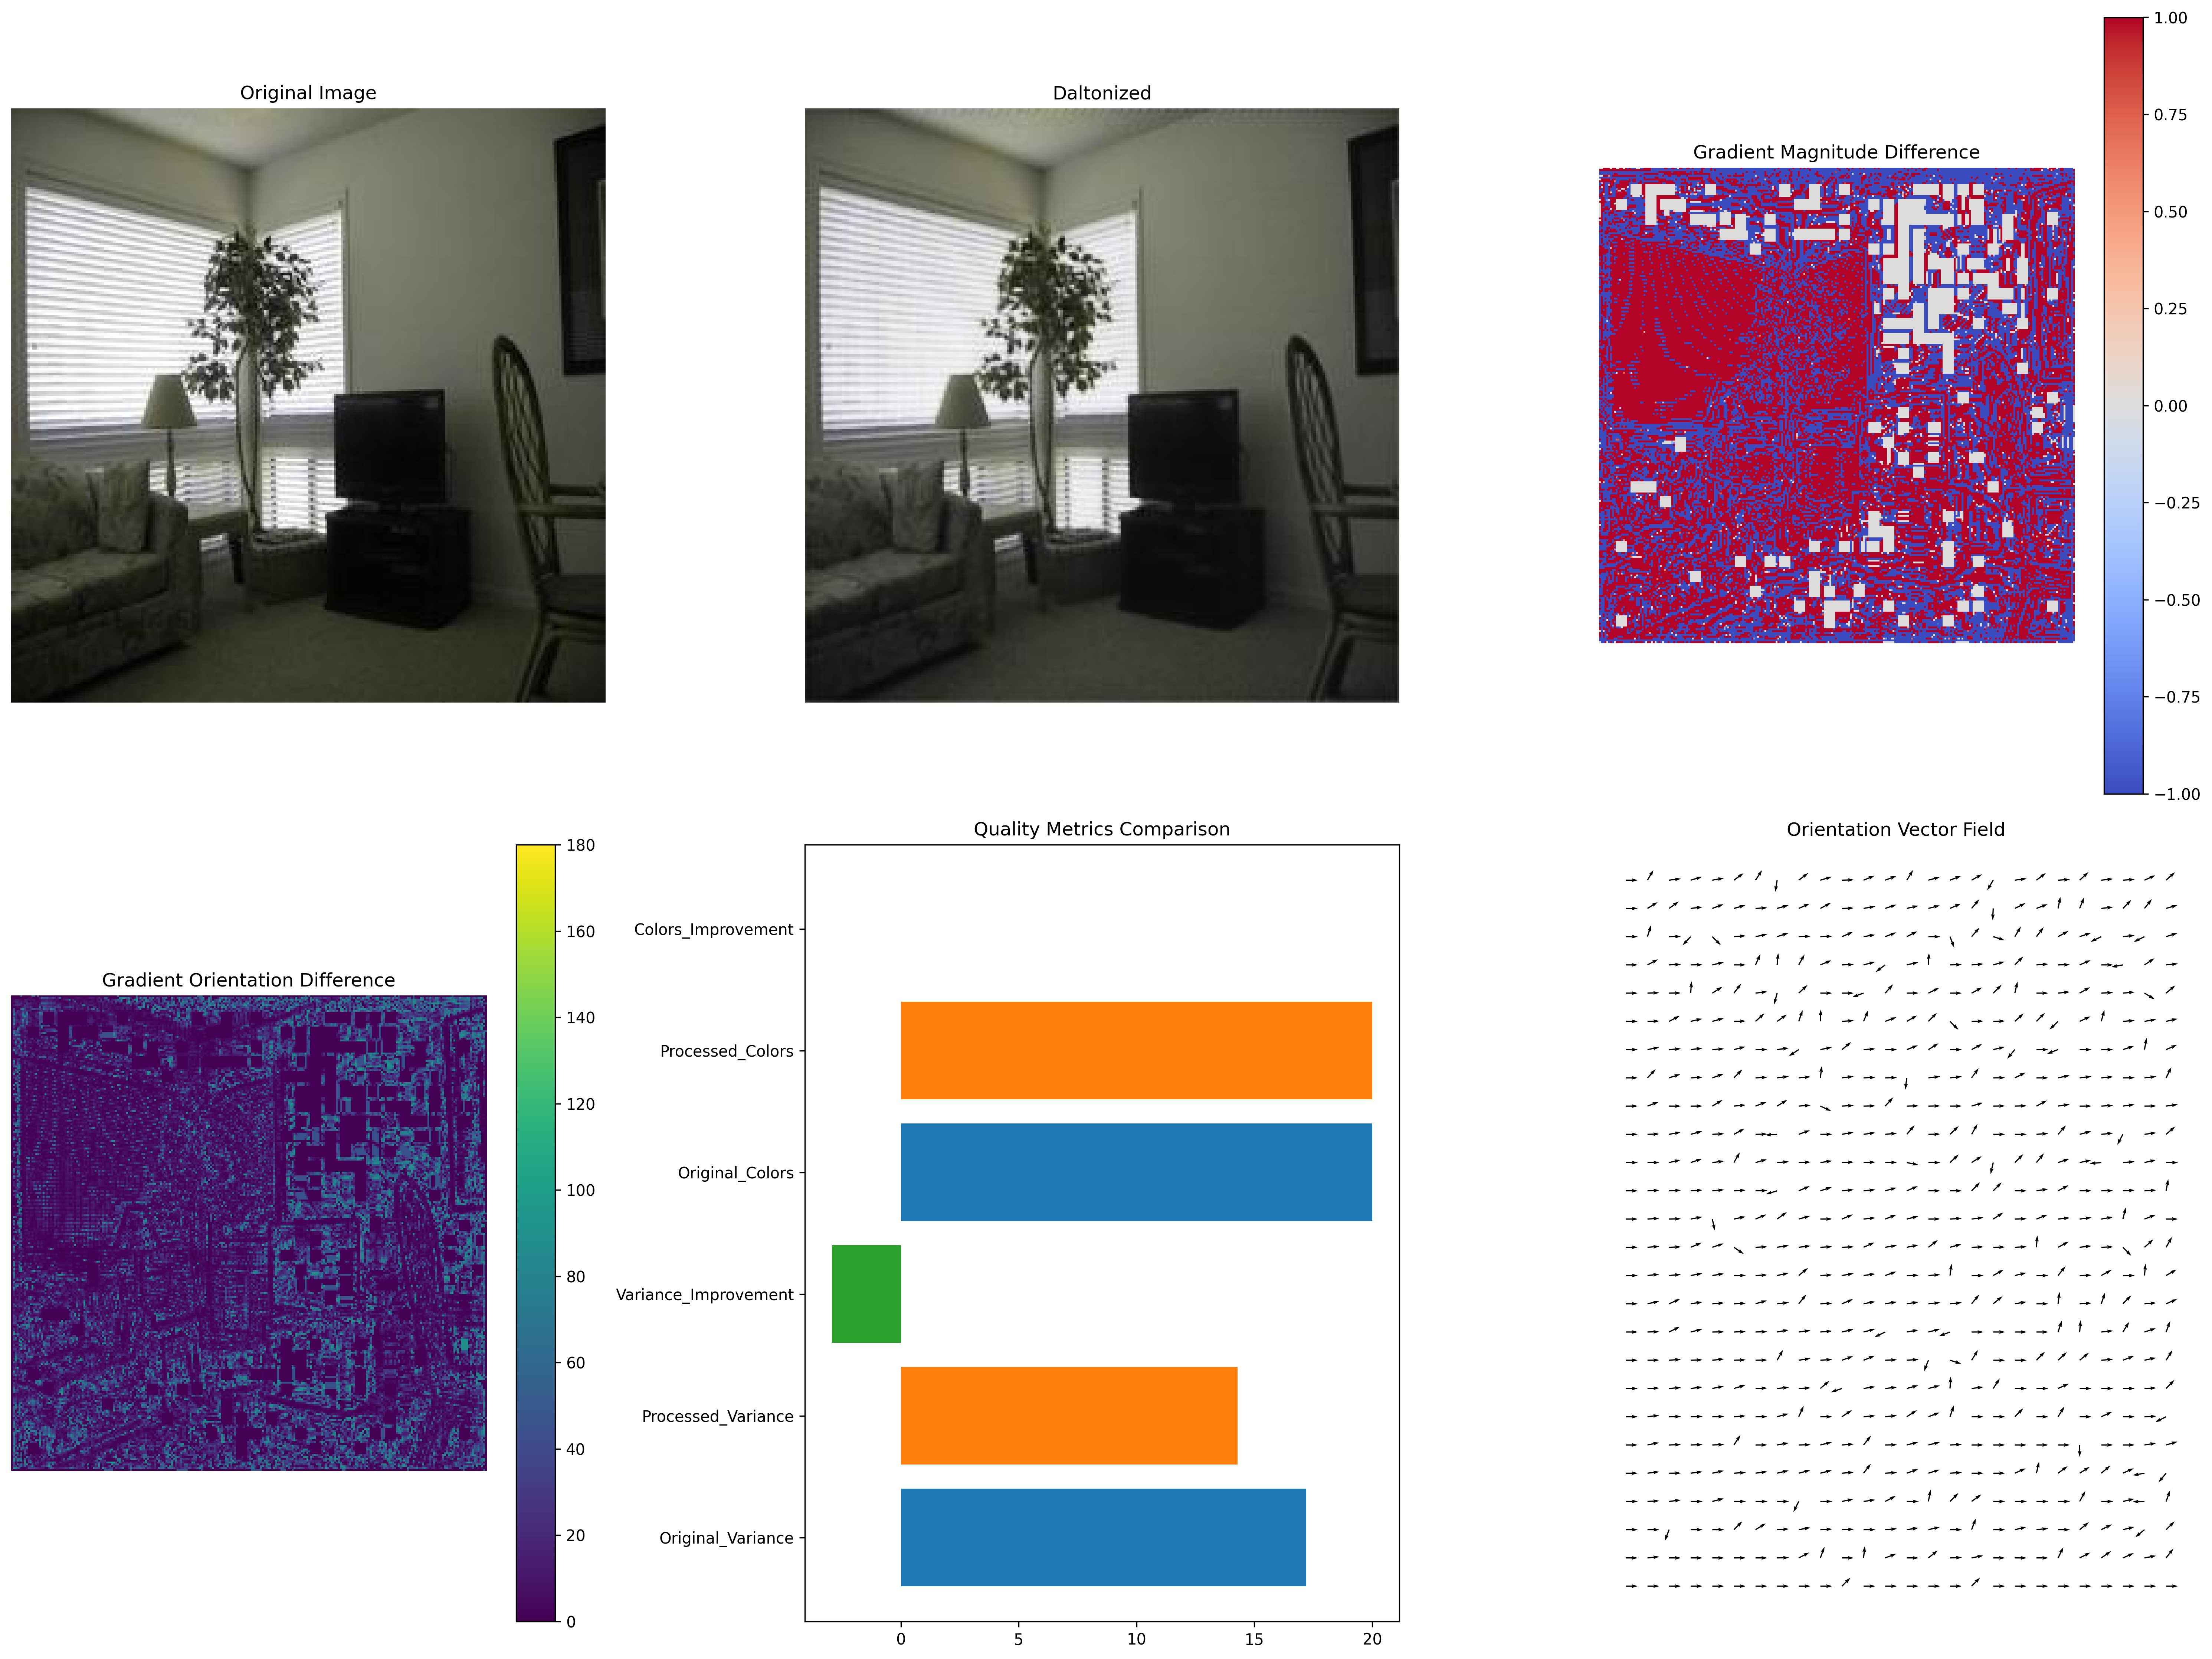 Original Image
Daltonized
Gradient Magnitude Difference
1.00
0.75
0.50
0.25
0.00
−0.25
−0.50
−0.75
−1.00
Gradient Orientation Difference
180
160
140
120
100
80
60
40
20
0
Quality Metrics Comparison
Colors_Improvement
Processed_Colors
Original_Colors
Variance_Improvement
Processed_Variance
Original_Variance
0 5 10 15 20
Orientation Vector Field